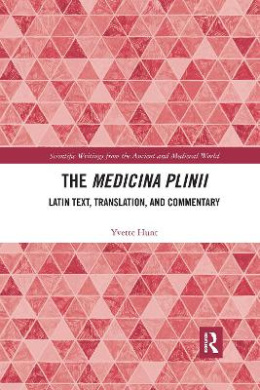 Scientific Writings from the Ancient and Medieval World
THE MEDICINA PLINII
LATIN TEXT, TRANSLATION, AND COMMENTARY
Yvette Hunt
R